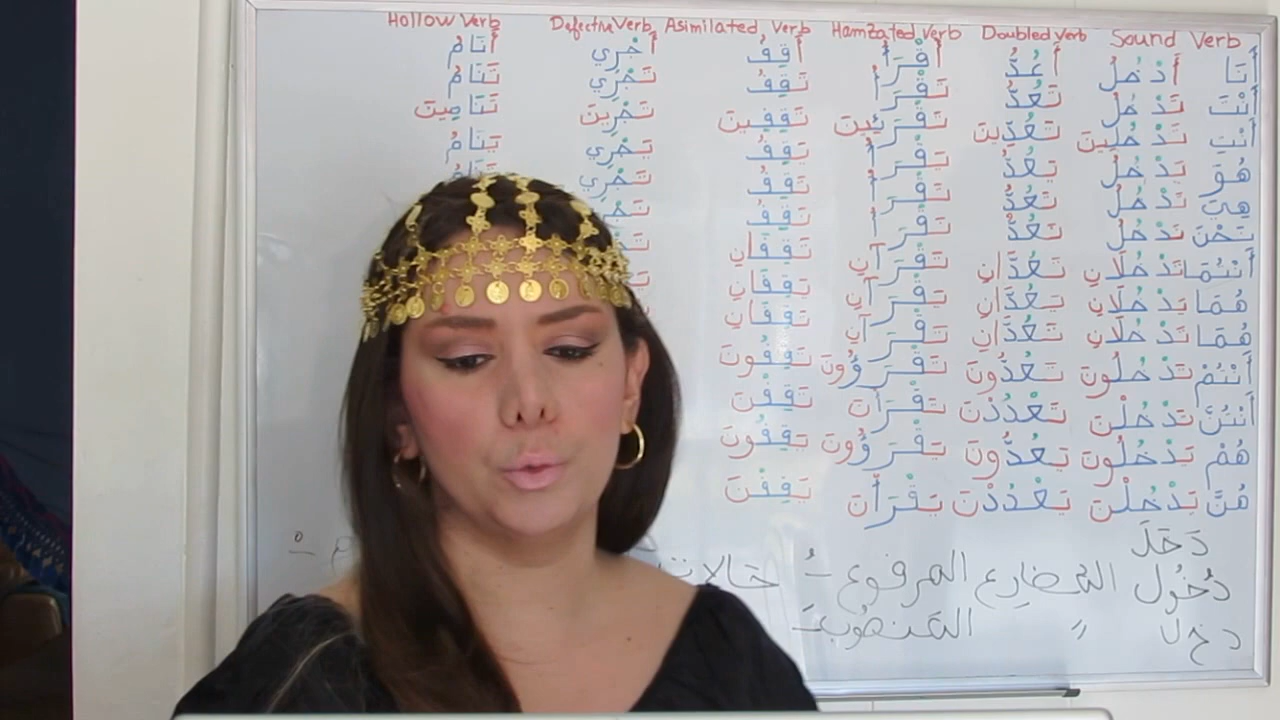 Hollow Verb Defective Verb Asimilated Verb Hamzated Verb Doubled Verb Sound Verb
أَنَا أَدْخُلُ أَعُدُّ أَقْرَأُ أَقِفُ أَجْرِي أَنَامُ
أَنْتَ تَدْخُلُ تَعُدُّ تَقْرَأُ تَقِفُ تَجْرِي تَنَامُ
أَنْتِ تَدْخُلِينَ تَعُدِّينَ تَقْرَئِينَ تَقِفِينَ تَجْرِينَ تَنَامِينَ
هُوَ يَدْخُلُ يَعُدُّ يَقْرَأُ يَقِفُ يَجْرِي يَنَامُ
هِيَ تَدْخُلُ تَعُدُّ تَقْرَأُ تَقِفُ تَجْرِي
نَحْنُ نَدْخُلُ نَعُدُّ نَقْرَأُ نَقِفُ
أَنْتُمَا تَدْخُلَانِ تَعُدَّانِ تَقْرَآنِ تَقِفَانِ
هُمَا يَدْخُلَانِ يَعُدَّانِ يَقْرَآنِ يَقِفَانِ
هُمَا تَدْخُلَانِ تَعُدَّانِ تَقْرَآنِ تَقِفَانِ
أَنْتُمْ تَدْخُلُونَ تَعُدُّونَ تَقْرَؤُونَ تَقِفُونَ
أَنْتُنَّ تَدْخُلْنَ تَعْدُدْنَ تَقْرَأْنَ تَقِفْنَ
هُمْ يَدْخُلُونَ يَعُدُّونَ يَقْرَؤُونَ يَقِفُونَ
هُنَّ يَدْخُلْنَ يَعْدُدْنَ يَقْرَأْنَ يَقِفْنَ
دَخَلَ
دُخُول المضارع المرفوع ـُ حالات
د خ ل " المنصوب ـَ